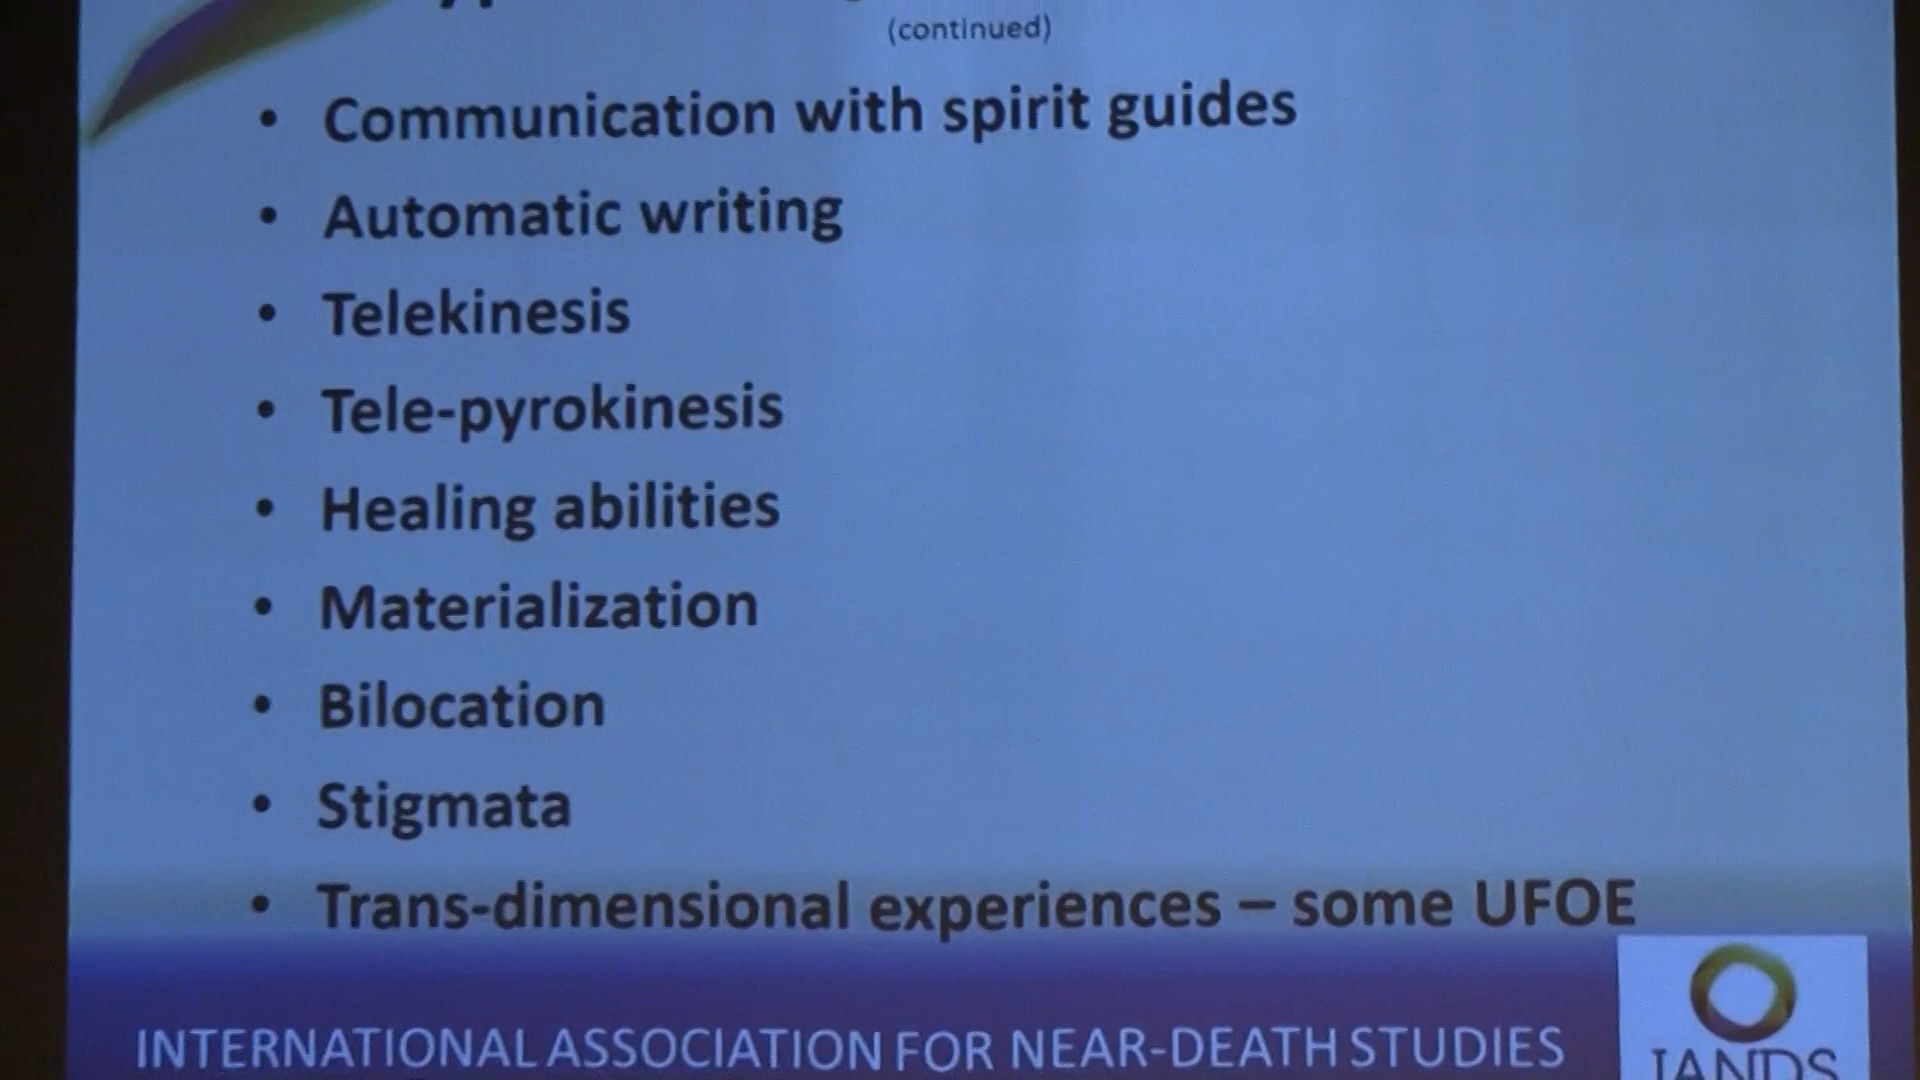 (continued)
• Communication with spirit guides
• Automatic writing
• Telekinesis
• Tele-pyrokinesis
• Healing abilities
• Materialization
• Bilocation
• Stigmata
• Trans-dimensional experiences – some UFOE
INTERNATIONAL ASSOCIATION FOR NEAR-DEATH STUDIES
IANDS